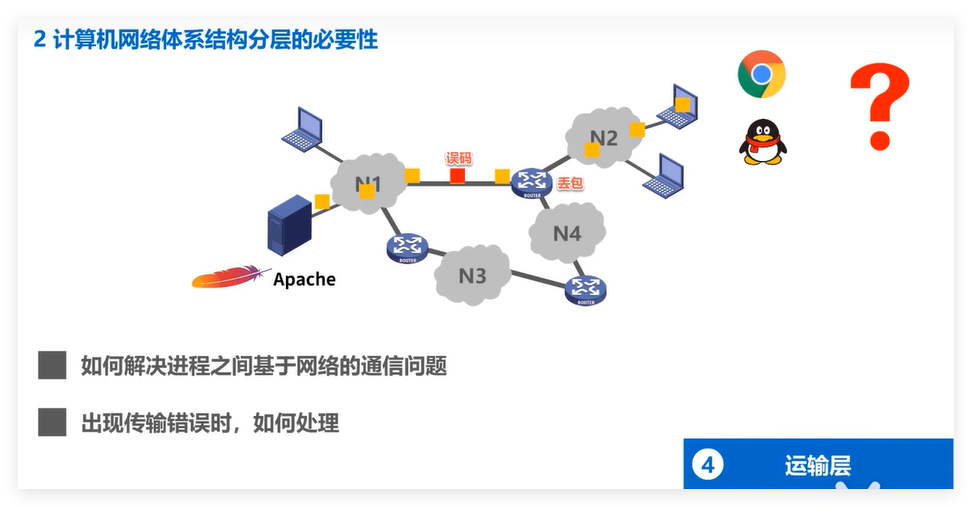 2 计算机网络体系结构分层的必要性
误码
N2
N1
丢包
ROUTER
N4
ROUTER
N3
Apache
ROUTER
如何解决进程之间基于网络的通信问题
出现传输错误时，如何处理
4 运输层
?